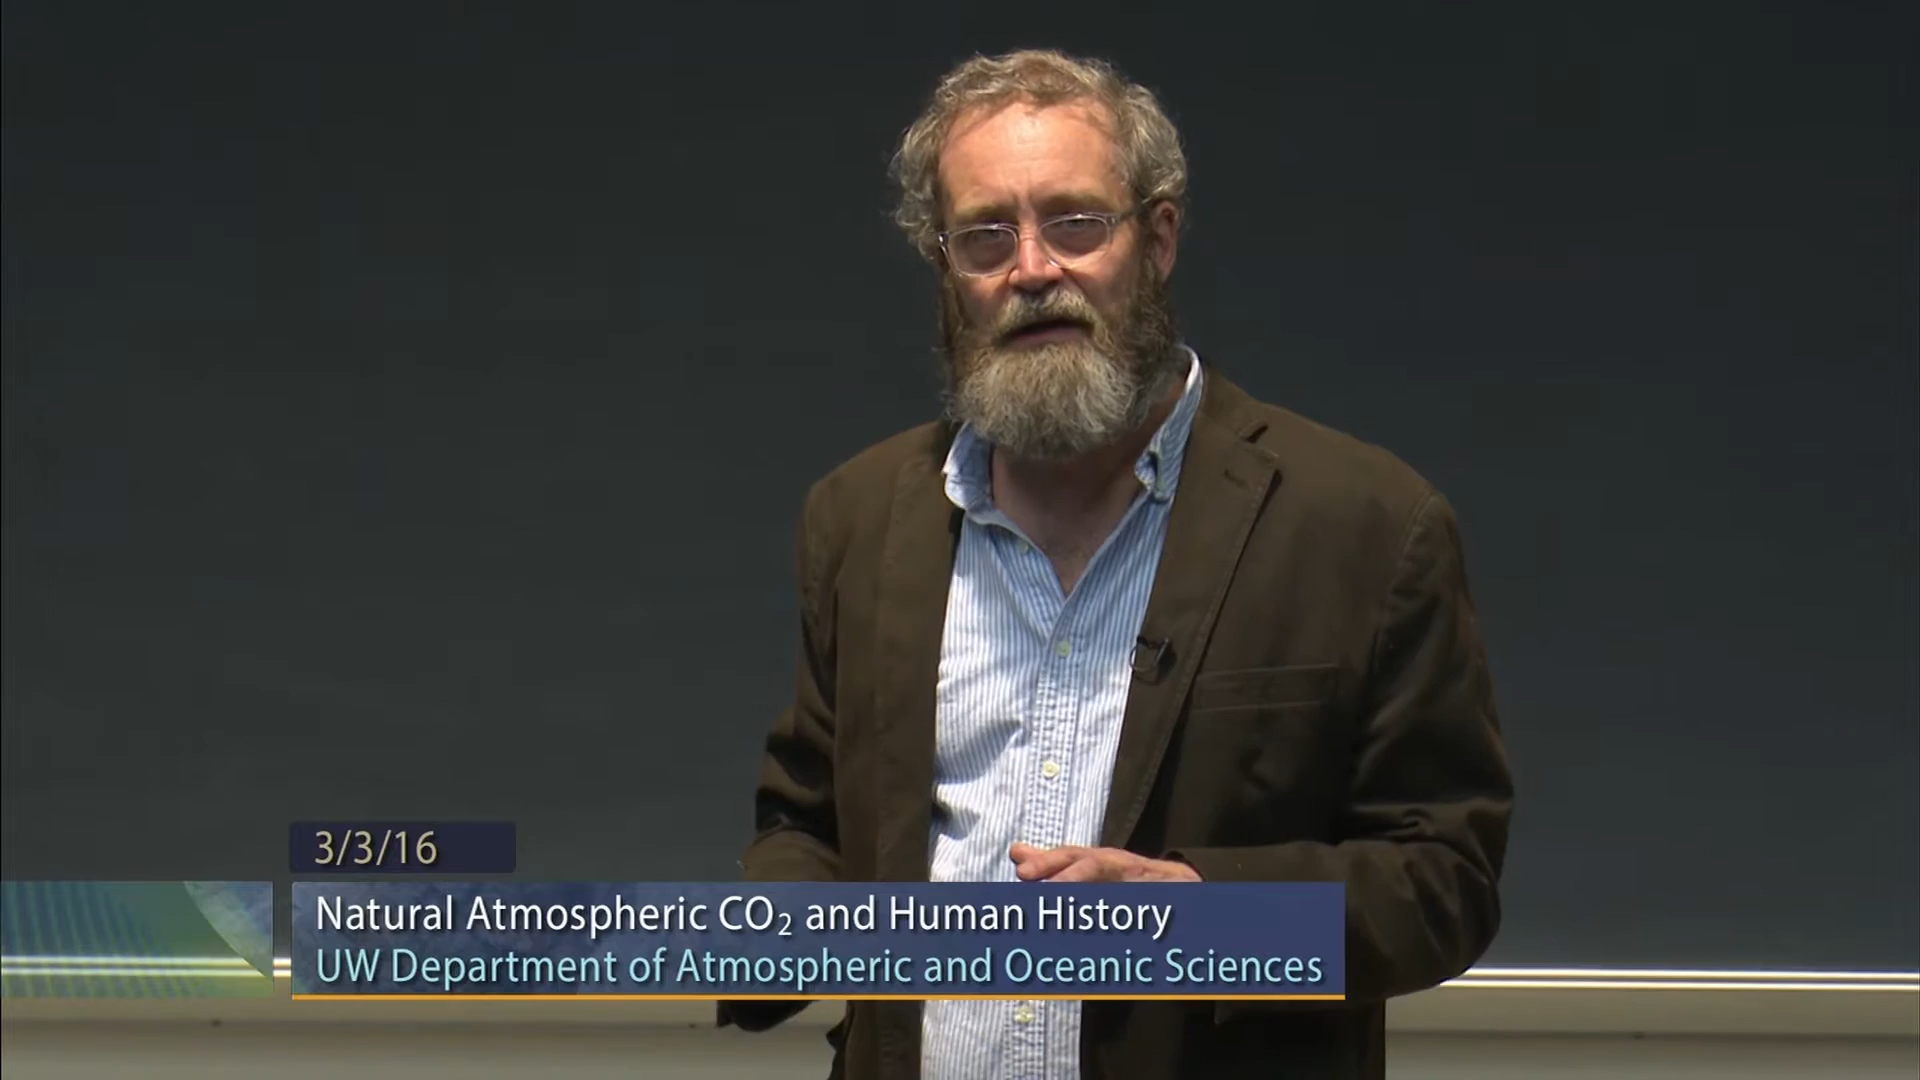 3/3/16
Natural Atmospheric CO₂ and Human History
UW Department of Atmospheric and Oceanic Sciences